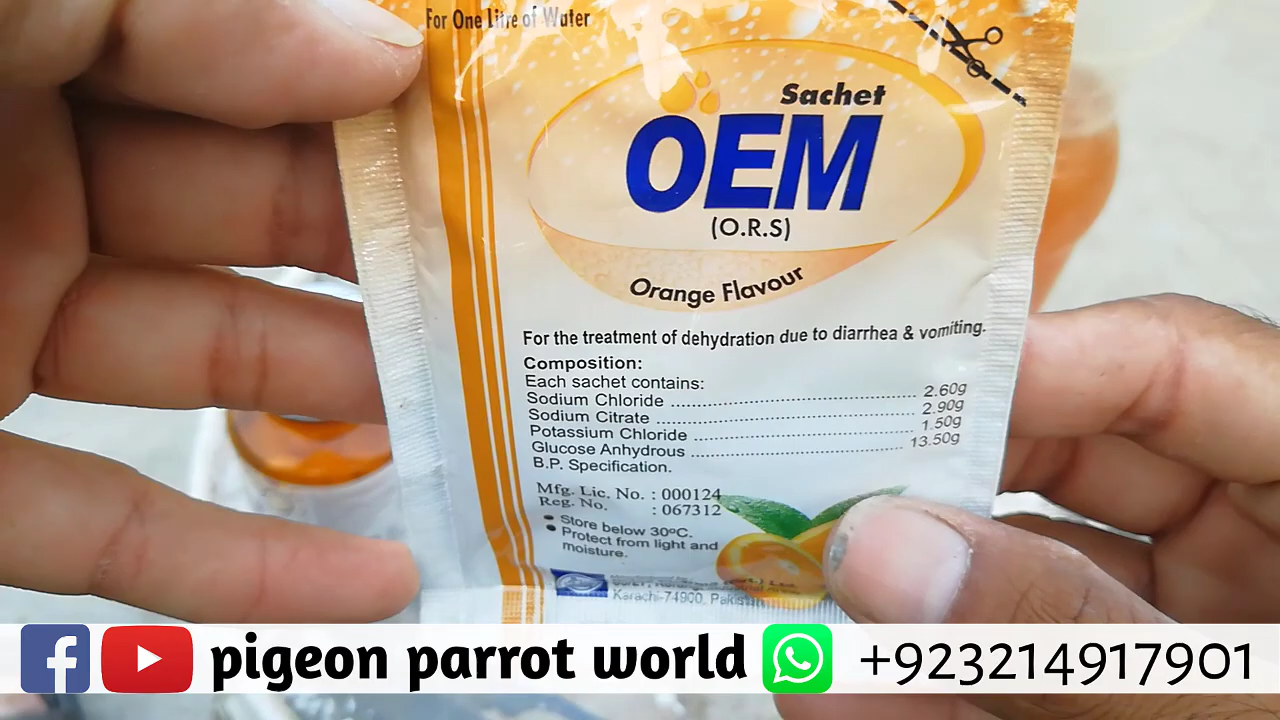 For One Litre of Water
Sachet
OEM
(O.R.S)
Orange Flavour
For the treatment of dehydration due to diarrhea & vomiting.
Composition:
Each sachet contains:
Sodium Chloride ........................ 2.60g
Sodium Citrate ........................ 2.90g
Potassium Chloride ........................ 1.50g
Glucose Anhydrous ........................ 13.50g
B.P. Specification.
Mfg. Lic. No. : 000124
Reg. No. : 067312
• Store below 30ºC.
• Protect from light and
moisture.
Karachi-74900, Pakis
pigeon parrot world +923214917901